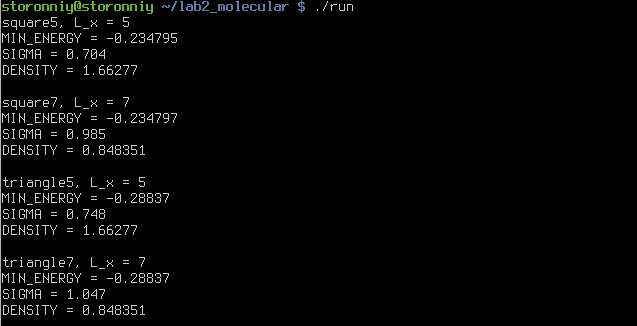 storonniy@storonniy ~/lab2_molecular $ ./run
square5, L_x = 5
MIN_ENERGY = -0.234795
SIGMA = 0.704
DENSITY = 1.66277
square7, L_x = 7
MIN_ENERGY = -0.234797
SIGMA = 0.985
DENSITY = 0.848351
triangle5, L_x = 5
MIN_ENERGY = -0.28837
SIGMA = 0.748
DENSITY = 1.66277
triangle7, L_x = 7
MIN_ENERGY = -0.28837
SIGMA = 1.047
DENSITY = 0.848351